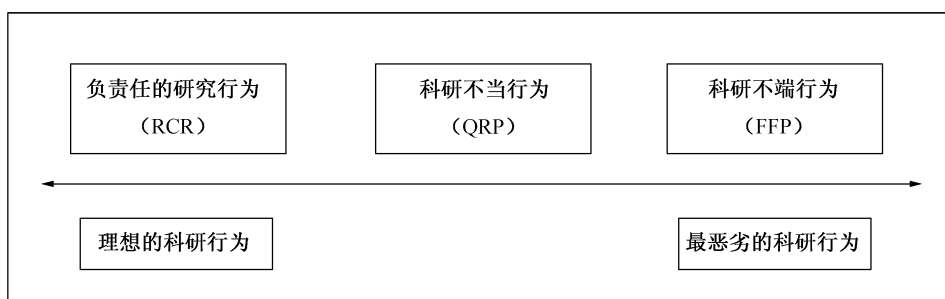 负责任的研究行为
（RCR）
科研不当行为
（QRP）
科研不端行为
（FFP）
理想的科研行为
最恶劣的科研行为